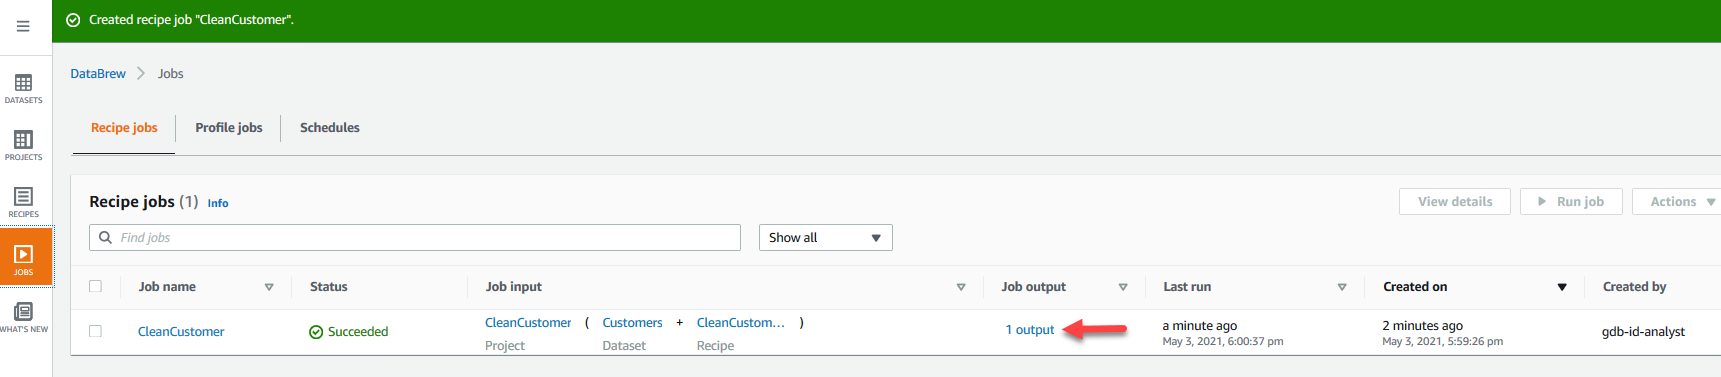 Created recipe job "CleanCustomer".
DataBrew > Jobs
DATASETS
PROJECTS
RECIPES
JOBS
WHAT'S NEW
Recipe jobs Profile jobs Schedules
Recipe jobs (1) Info
View details Run job Actions
Find jobs Show all
Job name Status Job input Job output Last run Created on Created by
CleanCustomer Succeeded CleanCustomer ( Customers + CleanCustom... ) 1 output a minute ago 2 minutes ago gdb-id-analyst
Project Dataset Recipe May 3, 2021, 6:00:37 pm May 3, 2021, 5:59:26 pm